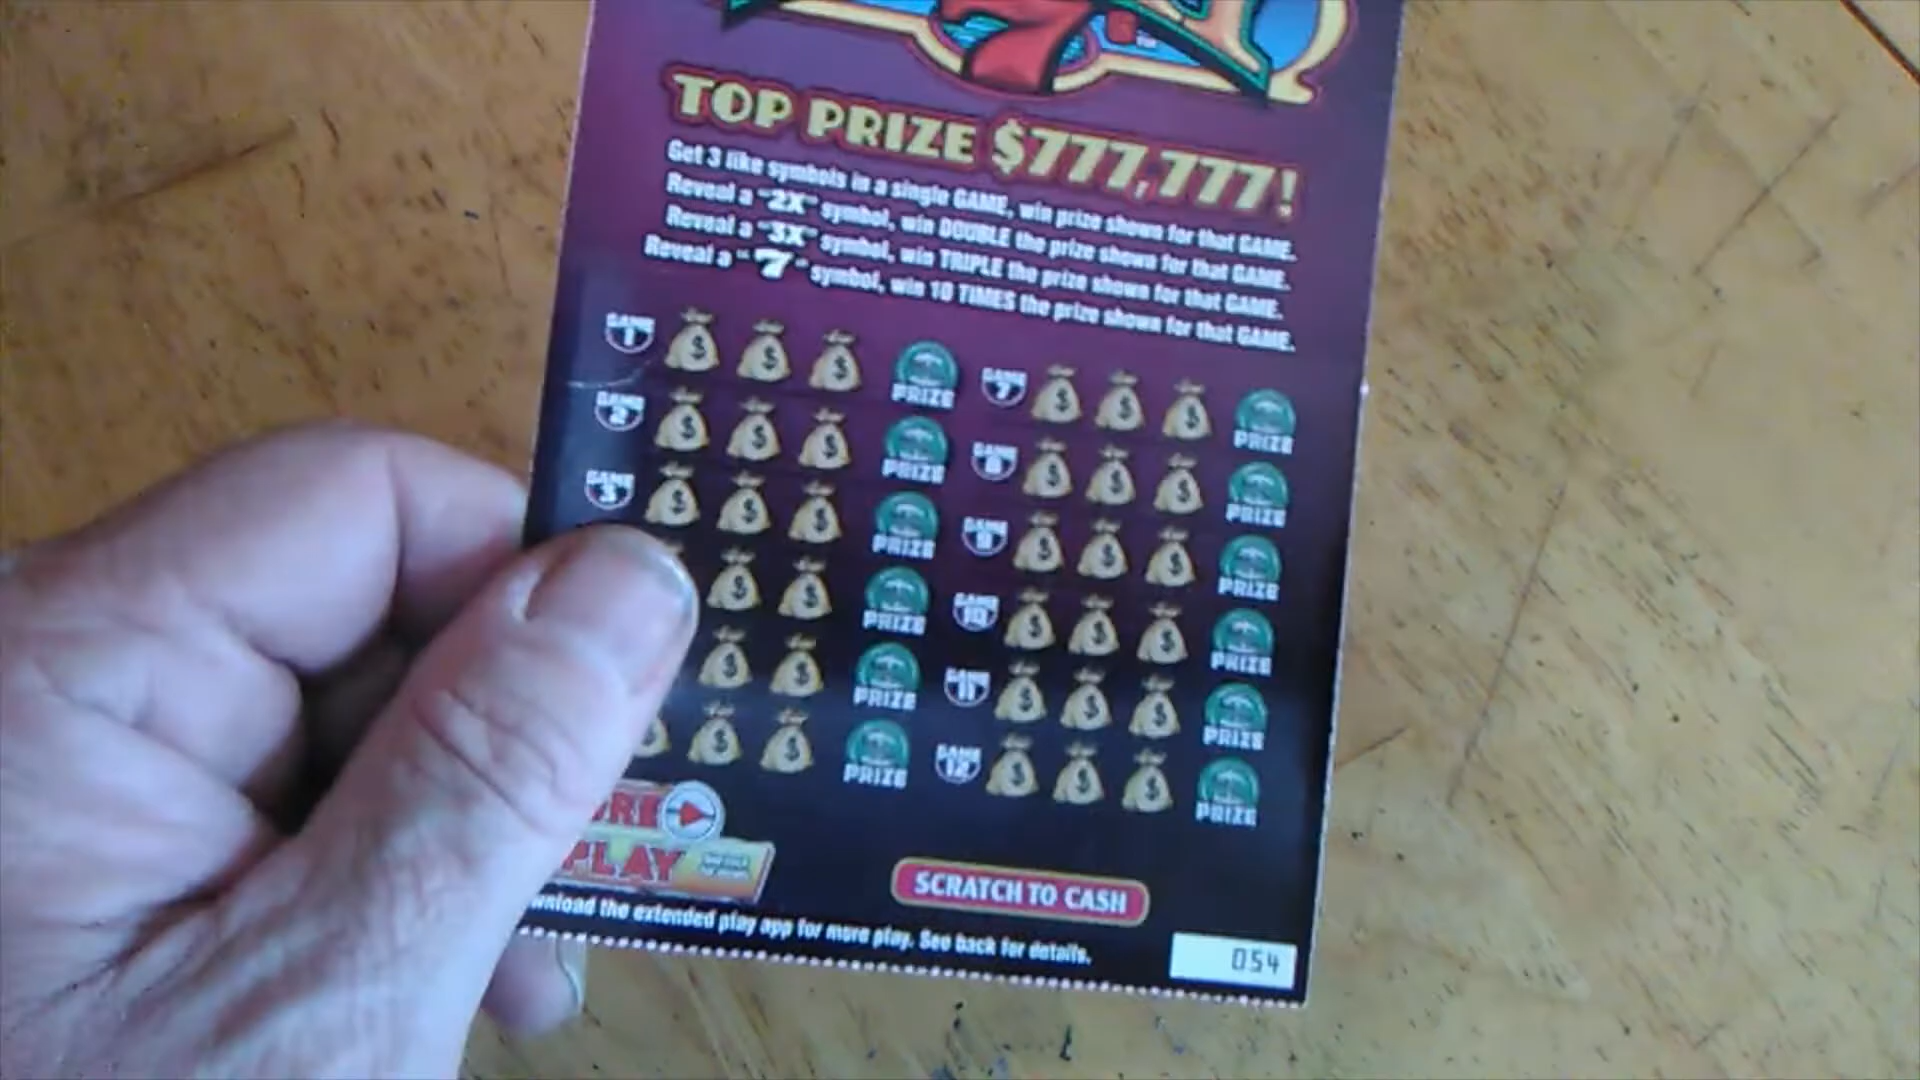 7
TM
TOP PRIZE $777,777!
Get 3 like symbols in a single GAME, win prize shown for that GAME.
Reveal a "2X" symbol, win DOUBLE the prize shown for that GAME.
Reveal a "3X" symbol, win TRIPLE the prize shown for that GAME.
Reveal a "7" symbol, win 10 TIMES the prize shown for that GAME.
GAME 1 $ $ $ PRIZE
GAME 2 $ $ $ PRIZE
GAME 3 $ $ $ PRIZE
$ $ PRIZE
$ $ PRIZE
$ $ $ PRIZE
GAME 7 $ $ $ PRIZE
GAME 8 $ $ $ PRIZE
GAME 9 $ $ $ PRIZE
GAME 10 $ $ $ PRIZE
GAME 11 $ $ $ PRIZE
GAME 12 $ $ $ PRIZE
PLAY
SCRATCH TO CASH
the extended play app for more play. See back for details.
054